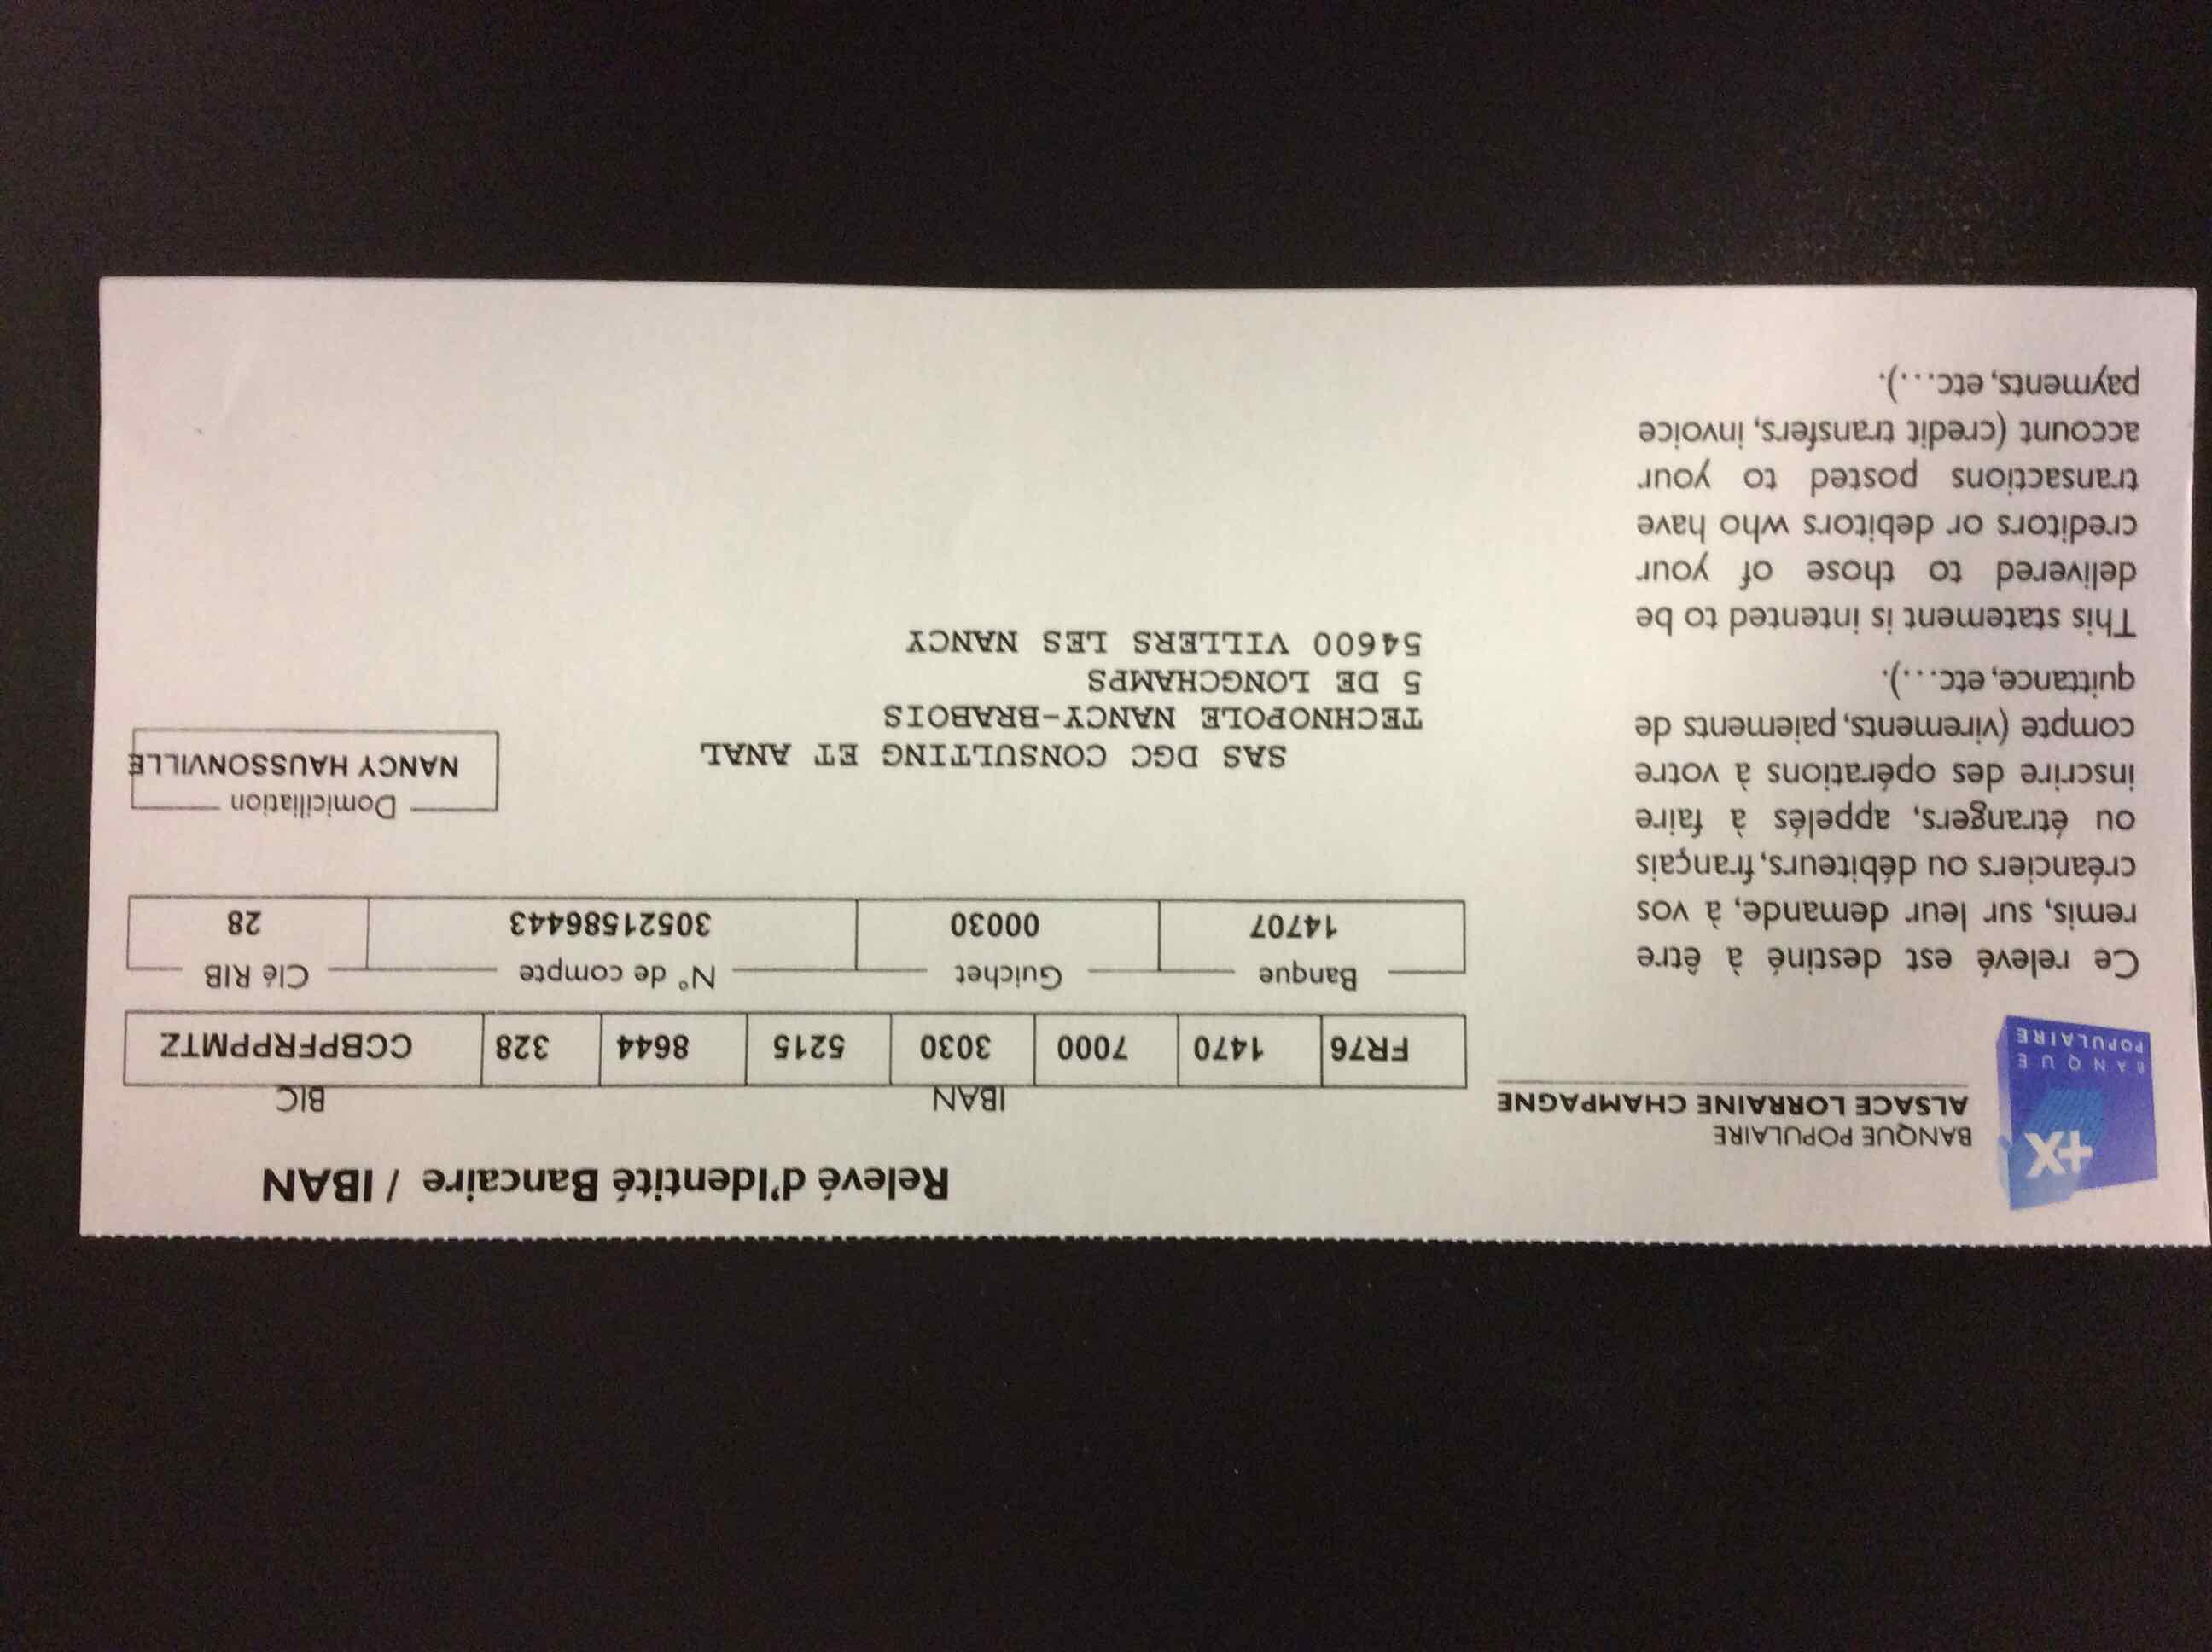 Relevé d'Identité Bancaire / IBAN
BANQUE POPULAIRE
ALSACE LORRAINE CHAMPAGNE
BANQUE
POPULAIRE
IBAN BIC
FR76 1470 7000 3030 5215 8644 328 CCBPFRPPMTZ
Banque Guichet N° de compte Clé RIB
14707 00030 30521586443 28
Domiciliation
NANCY HAUSSONVILLE
SAS DGC CONSULTING ET ANAL
TECHNOPOLE NANCY-BRABOIS
5 DE LONGCHAMPS
54600 VILLERS LES NANCY
Ce relevé est destiné à être
remis, sur leur demande, à vos
créanciers ou débiteurs, français
ou étrangers, appelés à faire
inscrire des opérations à votre
compte (virements, paiements de
quittance, etc....).
This statement is intented to be
delivered to those of your
creditors or debitors who have
transactions posted to your
account (credit transfers, invoice
payments, etc....).